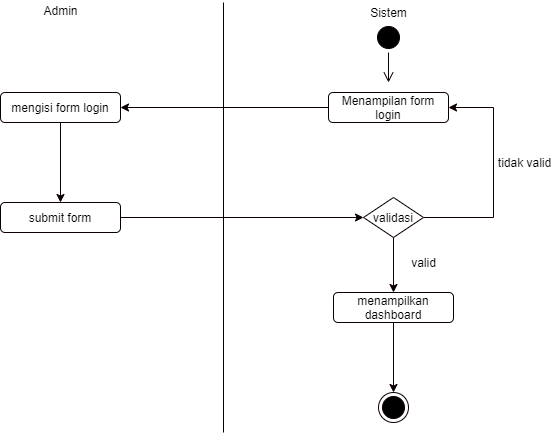 Admin
Sistem
Menampilan form
login
mengisi form login
tidak valid
submit form
validasi
valid
menampilkan
dashboard